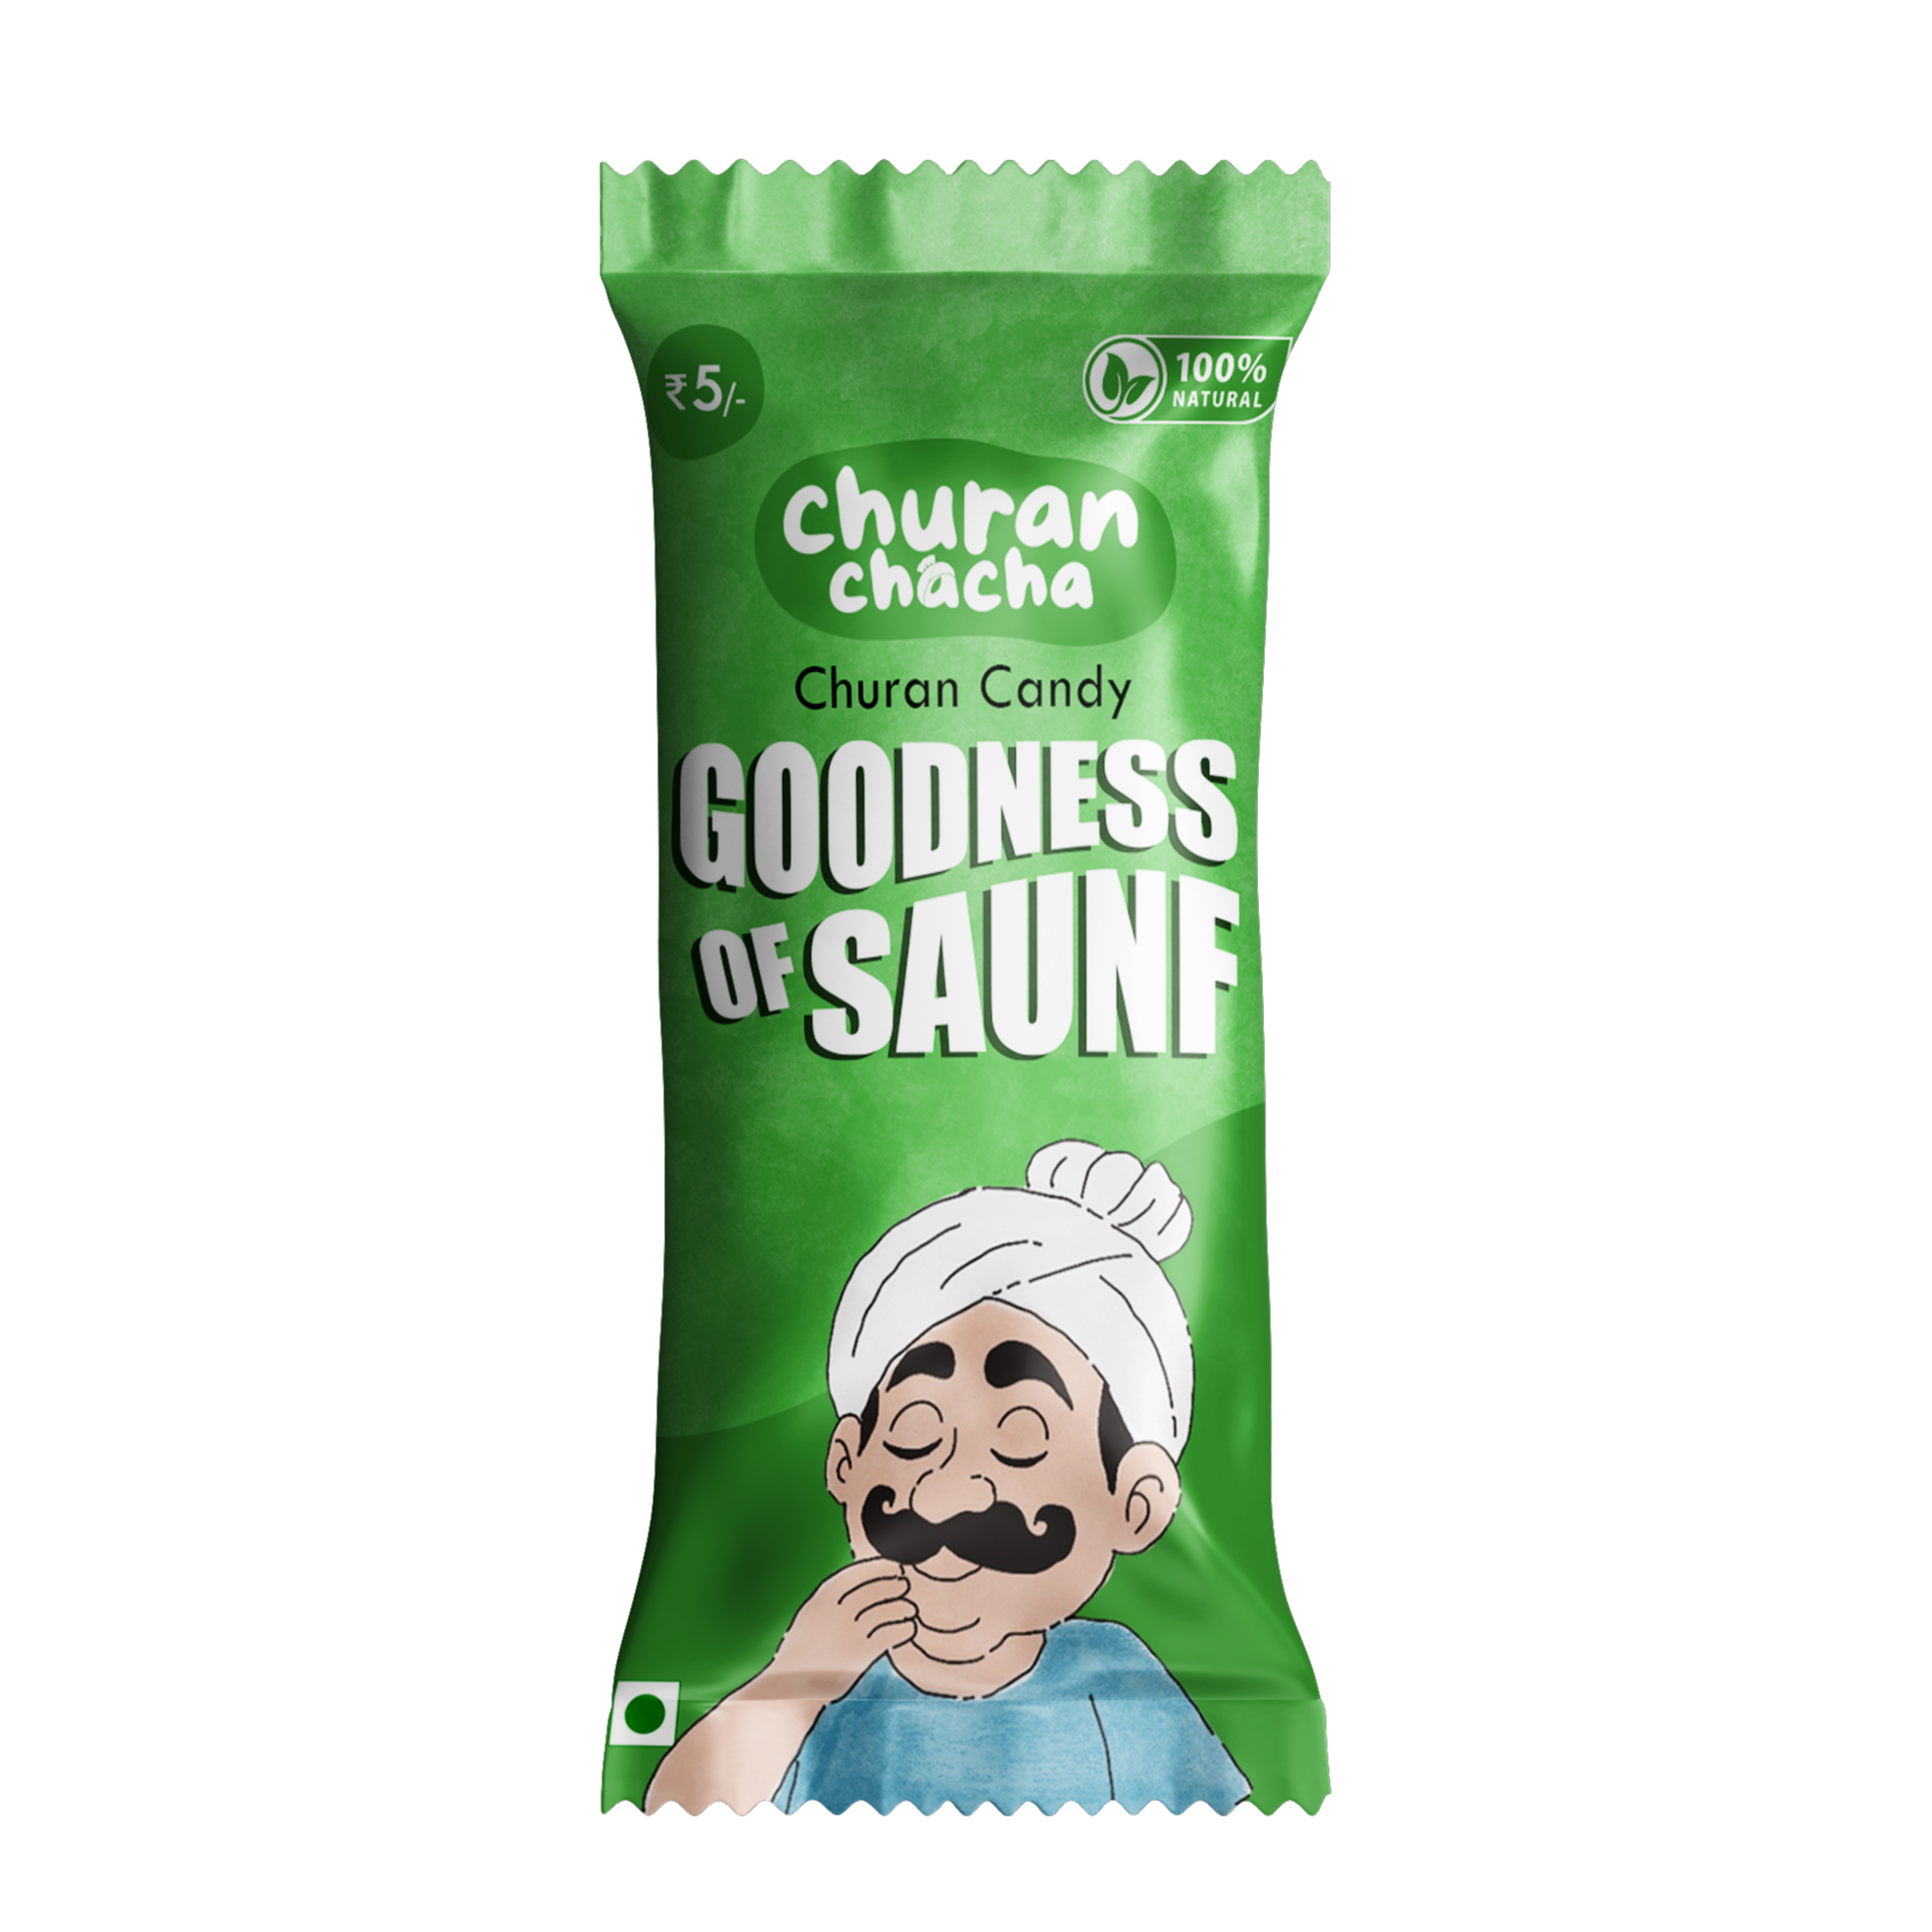 ₹5/-
100%
NATURAL
churan
chacha
Churan Candy
GOODNESS
OF SAUNF